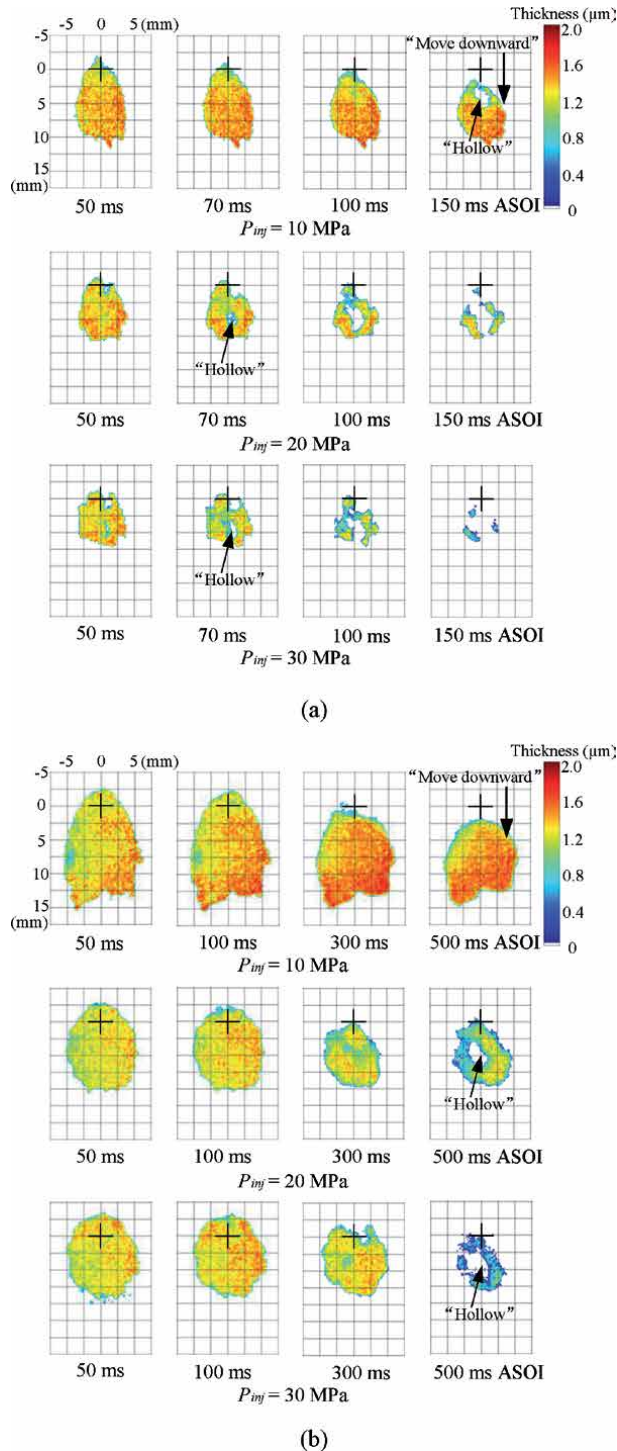 -5 0 5 (mm)
Thickness (µm)
-5
0
5
10
15
(mm)
“Move downward”
“Hollow”
2.0
1.6
1.2
0.8
0.4
0
50 ms 70 ms 100 ms 150 ms ASOI
Pinj = 10 MPa
“Hollow”
50 ms 70 ms 100 ms 150 ms ASOI
Pinj = 20 MPa
“Hollow”
50 ms 70 ms 100 ms 150 ms ASOI
Pinj = 30 MPa
(a)
-5 0 5 (mm)
Thickness (µm)
-5
0
5
10
15
(mm)
“Move downward”
2.0
1.6
1.2
0.8
0.4
0
50 ms 100 ms 300 ms 500 ms ASOI
Pinj = 10 MPa
“Hollow”
50 ms 100 ms 300 ms 500 ms ASOI
Pinj = 20 MPa
“Hollow”
50 ms 100 ms 300 ms 500 ms ASOI
Pinj = 30 MPa
(b)